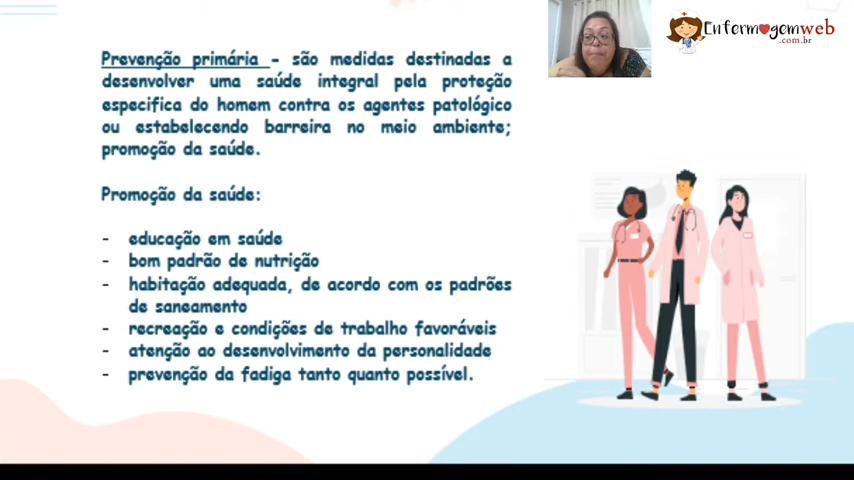 Prevenção primária - são medidas destinadas a
desenvolver uma saúde integral pela proteção
especifica do homem contra os agentes patológico
ou estabelecendo barreira no meio ambiente;
promoção da saúde.
Promoção da saúde:
- educação em saúde
- bom padrão de nutrição
- habitação adequada, de acordo com os padrões
de saneamento
- recreação e condições de trabalho favoráveis
- atenção ao desenvolvimento da personalidade
- prevenção da fadiga tanto quanto possível.
Enfermagemweb
.com.br